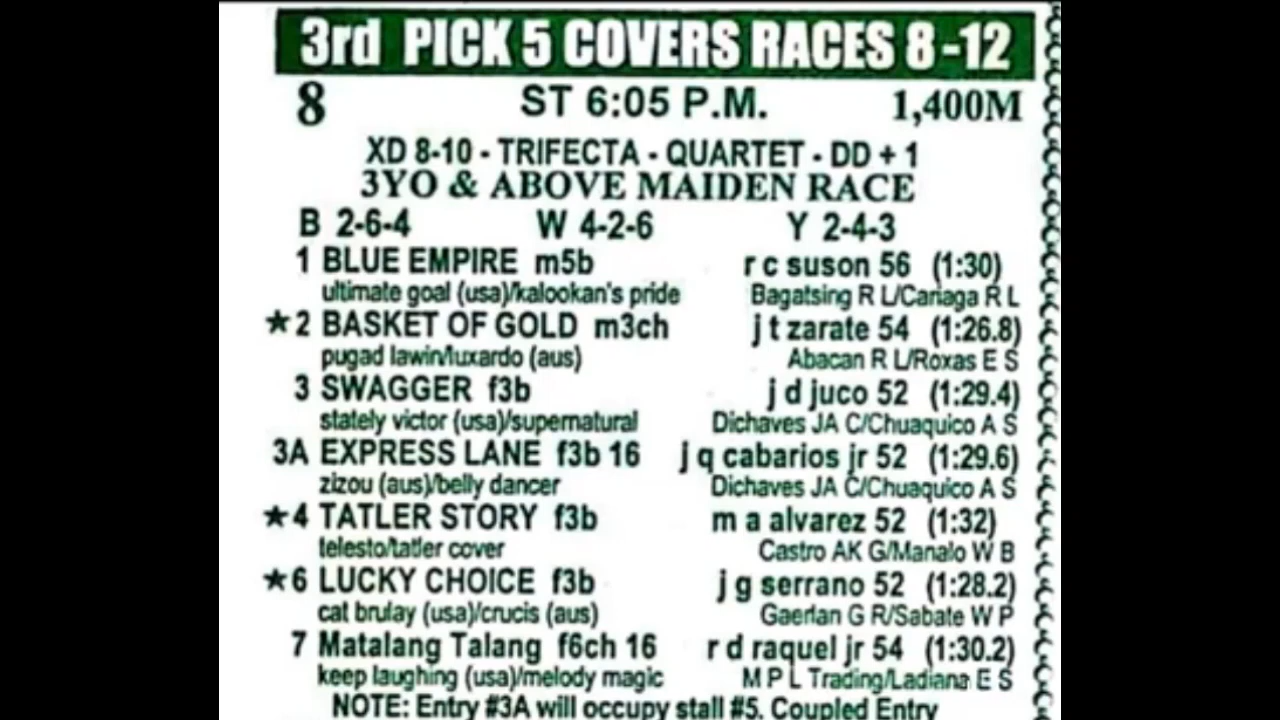 3rd PICK 5 COVERS RACES 8-12
8 ST 6:05 P.M. 1,400M
XD 8-10 - TRIFECTA - QUARTET - DD + 1
3YO & ABOVE MAIDEN RACE
B 2-6-4 W 4-2-6 Y 2-4-3
1 BLUE EMPIRE m5b r c suson 56 (1:30)
ultimate goal (usa)/kalookan's pride Bagatsing R L/Cariaga R L
★2 BASKET OF GOLD m3ch j t zarate 54 (1:26.8)
pugad lawin/luxardo (aus) Abacan R L/Roxas E S
3 SWAGGER f3b j d juco 52 (1:29.4)
stately victor (usa)/supernatural Dichaves JA C/Chuaquico A S
3A EXPRESS LANE f3b 16 j q cabarios jr 52 (1:29.6)
zizou (aus)/belly dancer Dichaves JA C/Chuaquico A S
★4 TATLER STORY f3b m a alvarez 52 (1:32)
telesto/tatler cover Castro AK G/Manalo W B
★6 LUCKY CHOICE f3b j g serrano 52 (1:28.2)
cat brulay (usa)/crucis (aus) Gaerlan G R/Sabate W P
7 Matalang Talang f6ch 16 r d raquel jr 54 (1:30.2)
keep laughing (usa)/melody magic M P L Trading/Ladiana E S
NOTE: Entry #3A will occupy stall #5. Coupled Entry